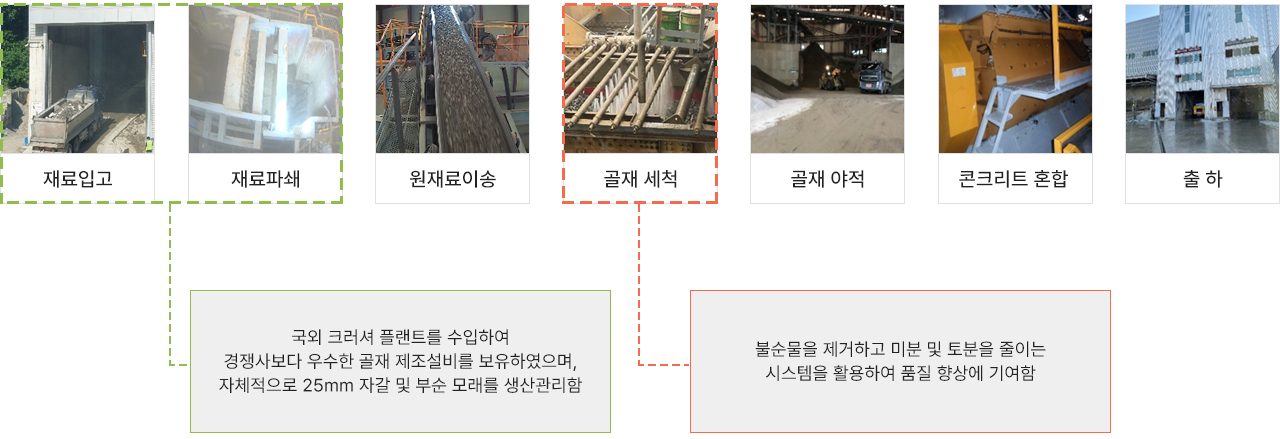 재료입고
재료파쇄
원재료이송
골재 세척
골재 야적
콘크리트 혼합
출 하
국외 크러셔 플랜트를 수입하여
경쟁사보다 우수한 골재 제조설비를 보유하였으며,
자체적으로 25mm 자갈 및 부순 모래를 생산관리함
불순물을 제거하고 미분 및 토분을 줄이는
시스템을 활용하여 품질 향상에 기여함